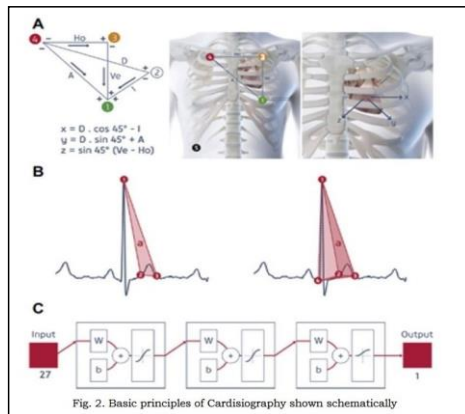 A
4 Ho 3
D
2
A Ve I
1
x = D . cos 45° - I
y = D . sin 45° + A
z = sin 45° (Ve - Ho)
B
a a
C
Input Output
W W W
+ + +
b b b
27 1
Fig. 2. Basic principles of Cardisiography shown schematically